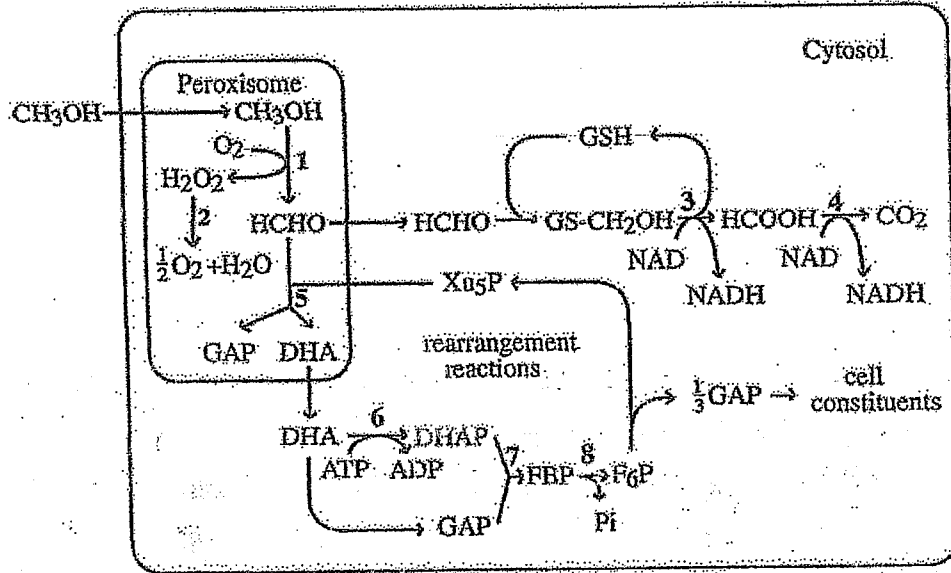 Cytosol
Peroxisome
CH₃OH
CH₃OH
O₂
1
H₂O₂
2
HCHO
½O₂+H₂O
HCHO
GSH
GS-CH₂OH
3
HCOOH
4
CO₂
NAD
NADH
NAD
NADH
5
Xu₅P
GAP DHA
rearrangement
reactions
⅓GAP
cell
constituents
DHA
6
DHAP
ATP
ADP
7
FBP
8
F₆P
Pi
GAP